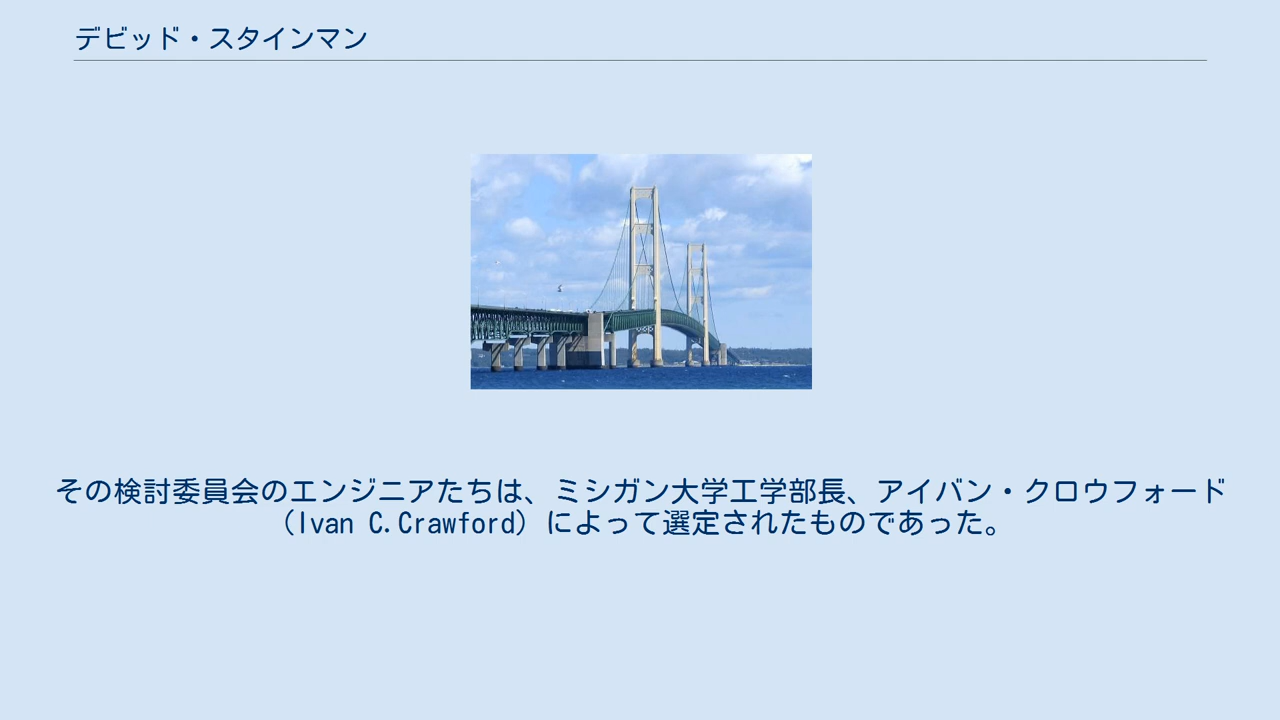 デビッド・スタインマン
その検討委員会のエンジニアたちは、ミシガン大学工学部長、アイバン・クロウフォード
（Ivan C.Crawford）によって選定されたものであった。